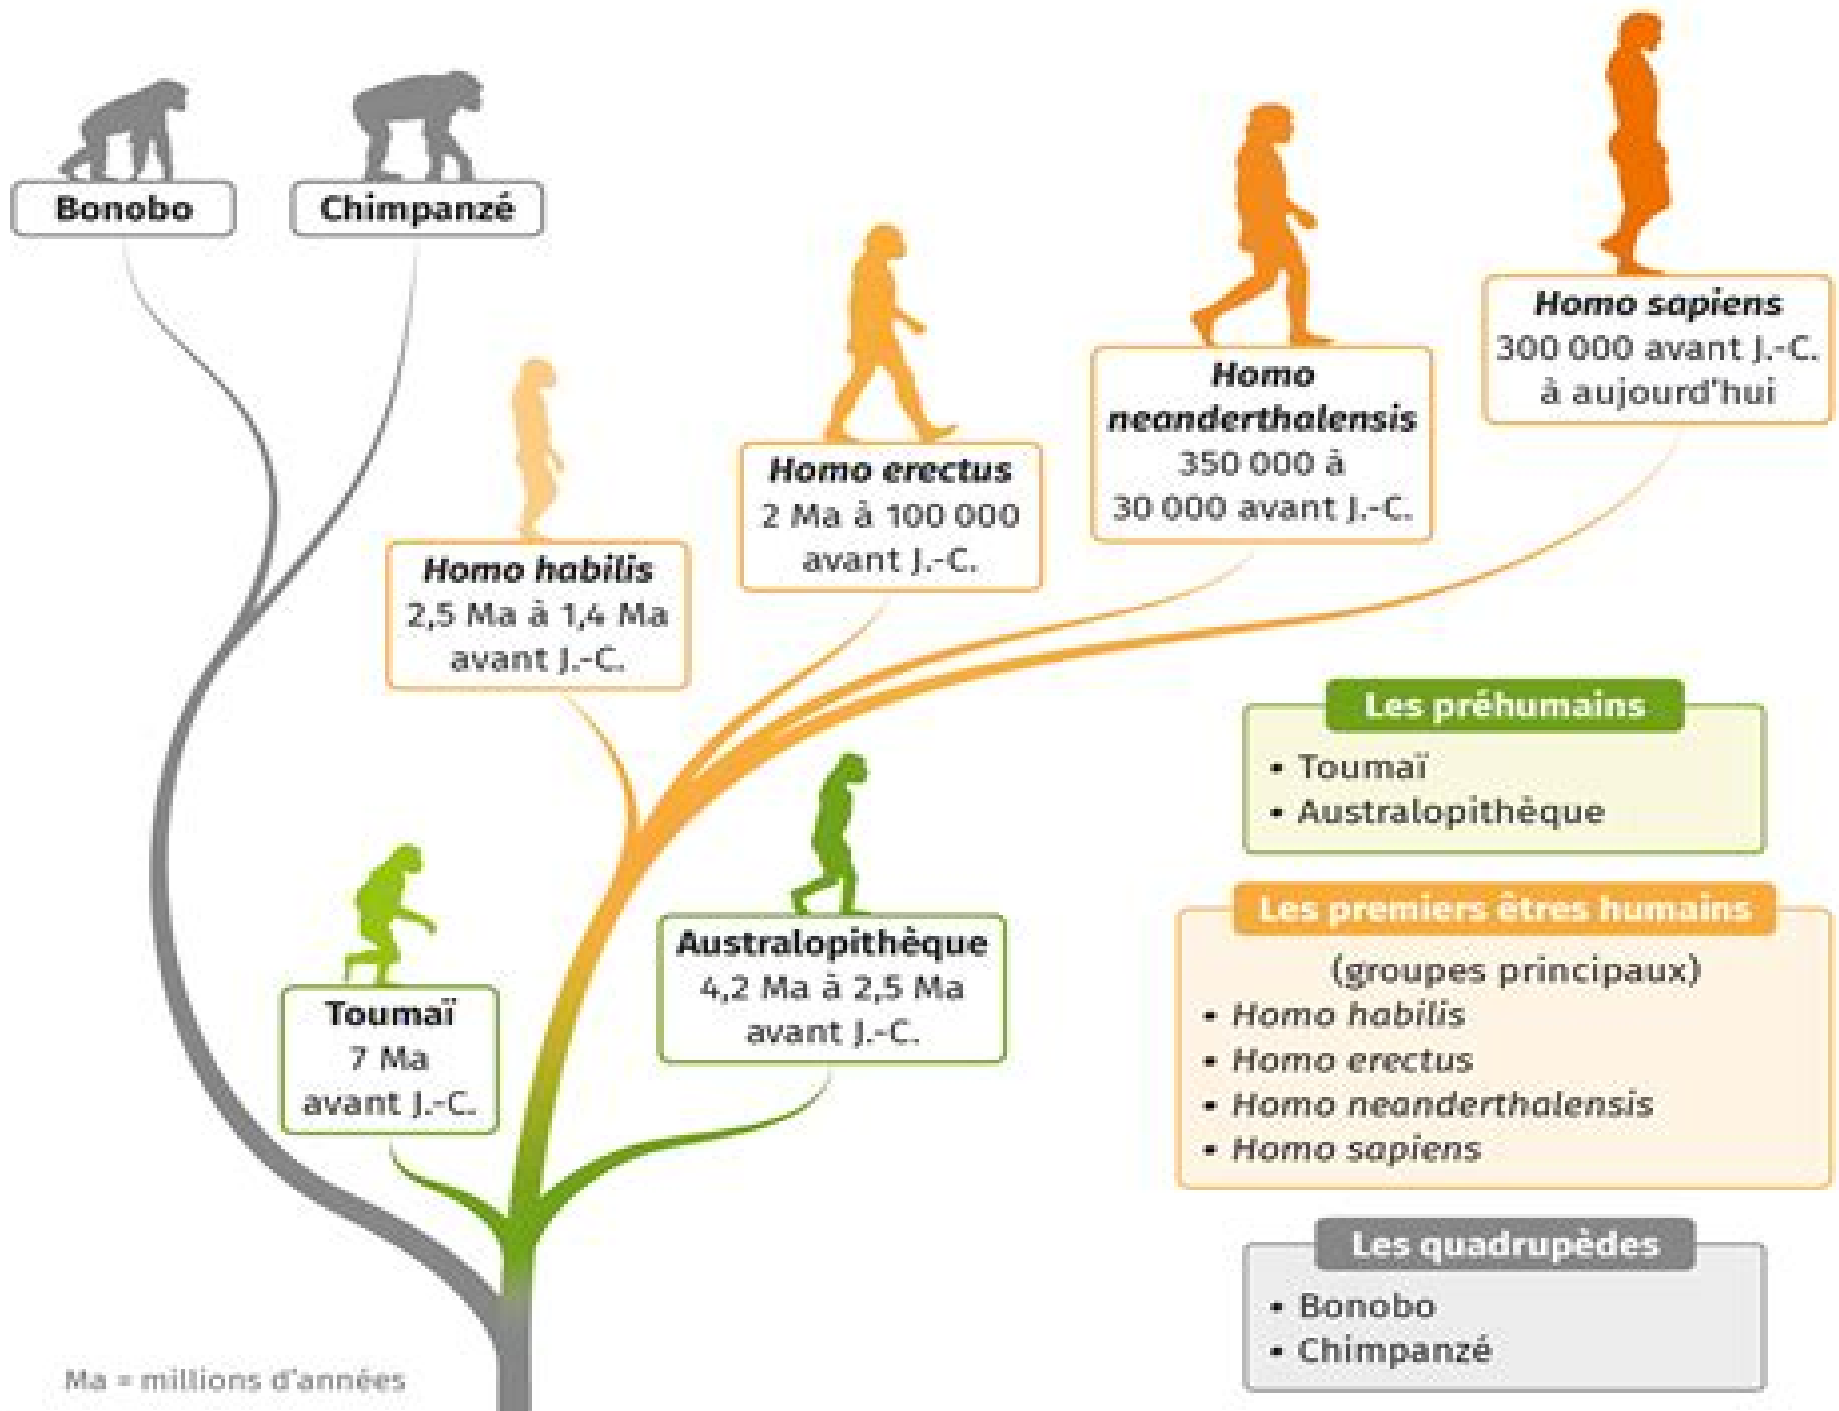 Bonobo
Chimpanzé
Homo sapiens
300 000 avant J.-C.
à aujourd'hui
Homo
neanderthalensis
350 000 à
30 000 avant J.-C.
Homo erectus
2 Ma à 100 000
avant J.-C.
Homo habilis
2,5 Ma à 1,4 Ma
avant J.-C.
Australopithèque
4,2 Ma à 2,5 Ma
avant J.-C.
Toumaï
7 Ma
avant J.-C.
Les préhumains
• Toumaï
• Australopithèque
Les premiers êtres humains
(groupes principaux)
• Homo habilis
• Homo erectus
• Homo neanderthalensis
• Homo sapiens
Les quadrupèdes
• Bonobo
• Chimpanzé
Ma = millions d'années